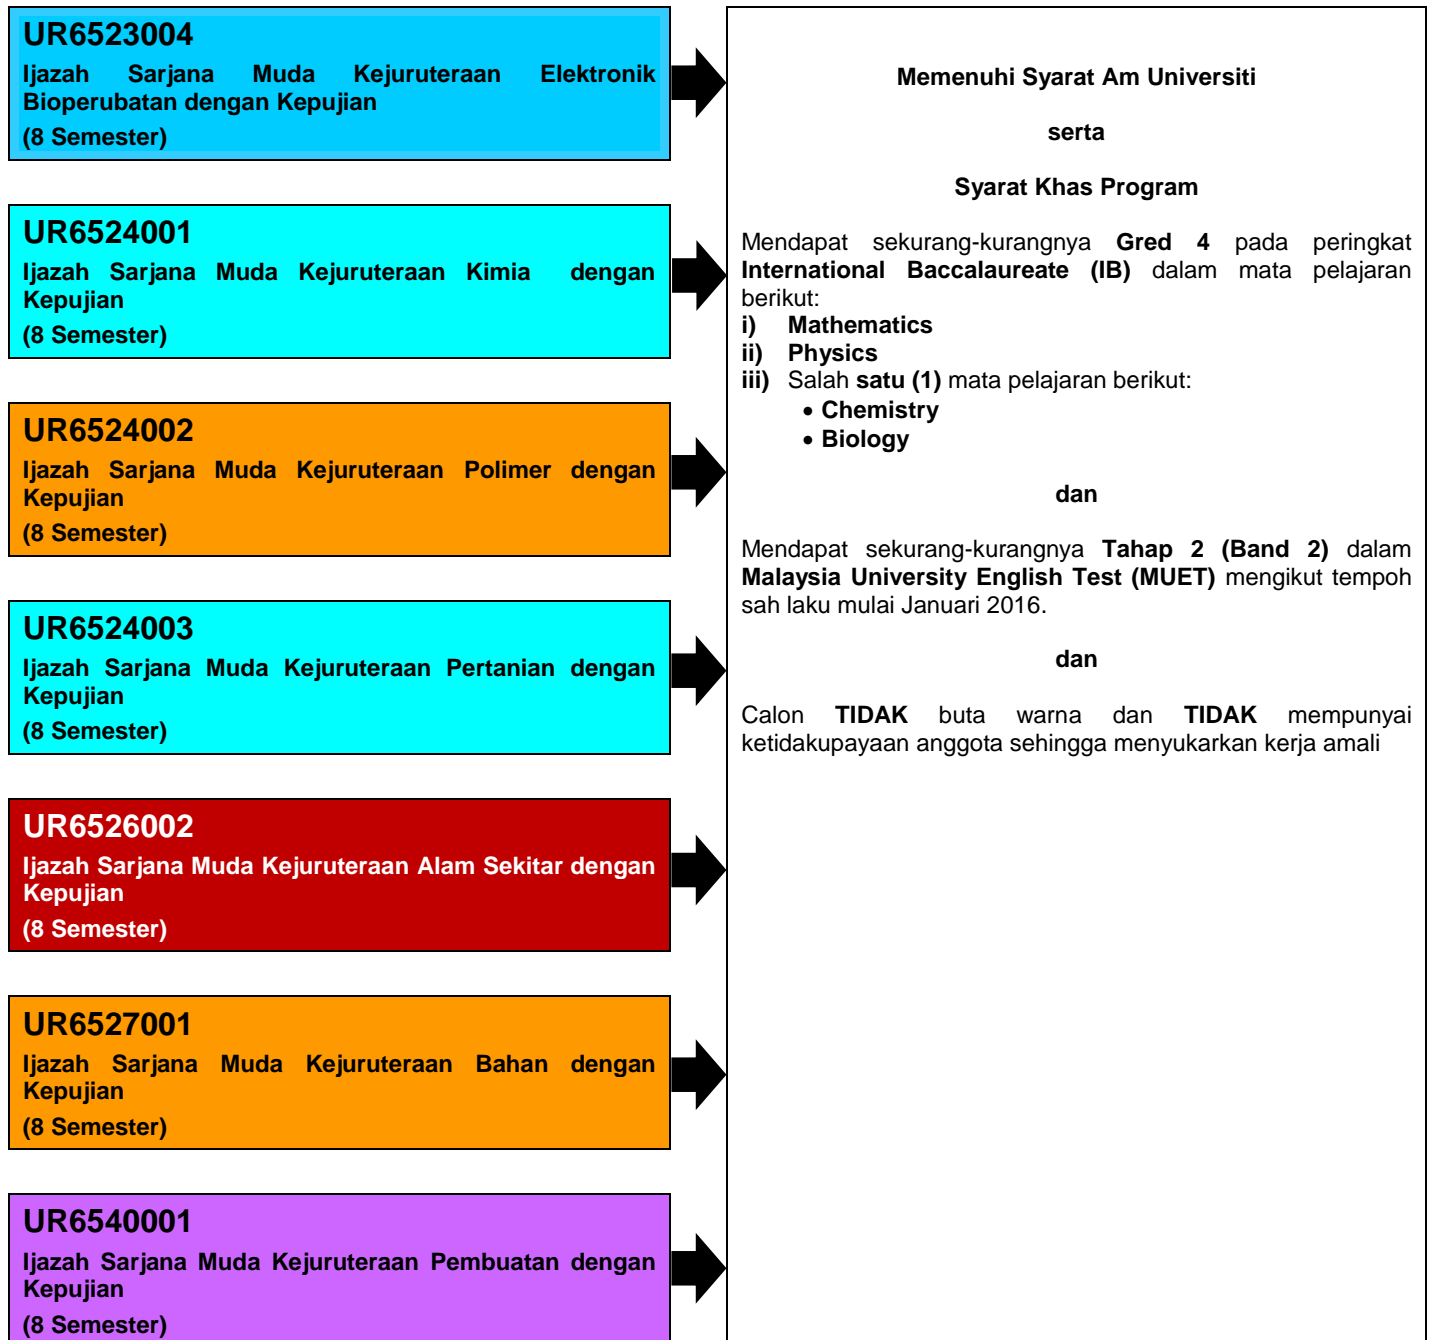 UR6523004
Ijazah Sarjana Muda Kejuruteraan Elektronik
Bioperubatan dengan Kepujian
(8 Semester)
UR6524001
Ijazah Sarjana Muda Kejuruteraan Kimia dengan
Kepujian
(8 Semester)
UR6524002
Ijazah Sarjana Muda Kejuruteraan Polimer dengan
Kepujian
(8 Semester)
UR6524003
Ijazah Sarjana Muda Kejuruteraan Pertanian dengan
Kepujian
(8 Semester)
UR6526002
Ijazah Sarjana Muda Kejuruteraan Alam Sekitar dengan
Kepujian
(8 Semester)
UR6527001
Ijazah Sarjana Muda Kejuruteraan Bahan dengan
Kepujian
(8 Semester)
UR6540001
Ijazah Sarjana Muda Kejuruteraan Pembuatan dengan
Kepujian
(8 Semester)
Memenuhi Syarat Am Universiti
serta
Syarat Khas Program
Mendapat sekurang-kurangnya Gred 4 pada peringkat
International Baccalaureate (IB) dalam mata pelajaran
berikut:
i) Mathematics
ii) Physics
iii) Salah satu (1) mata pelajaran berikut:
• Chemistry
• Biology
dan
Mendapat sekurang-kurangnya Tahap 2 (Band 2) dalam
Malaysia University English Test (MUET) mengikut tempoh
sah laku mulai Januari 2016.
dan
Calon TIDAK buta warna dan TIDAK mempunyai
ketidakupayaan anggota sehingga menyukarkan kerja amali